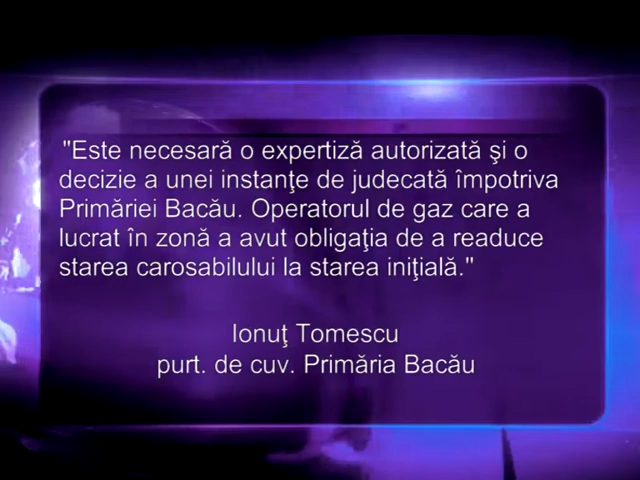 "Este necesară o expertiză autorizată şi o
decizie a unei instanţe de judecată împotriva
Primăriei Bacău. Operatorul de gaz care a
lucrat în zonă a avut obligaţia de a readuce
starea carosabilului la starea iniţială."
Ionuţ Tomescu
purt. de cuv. Primăria Bacău